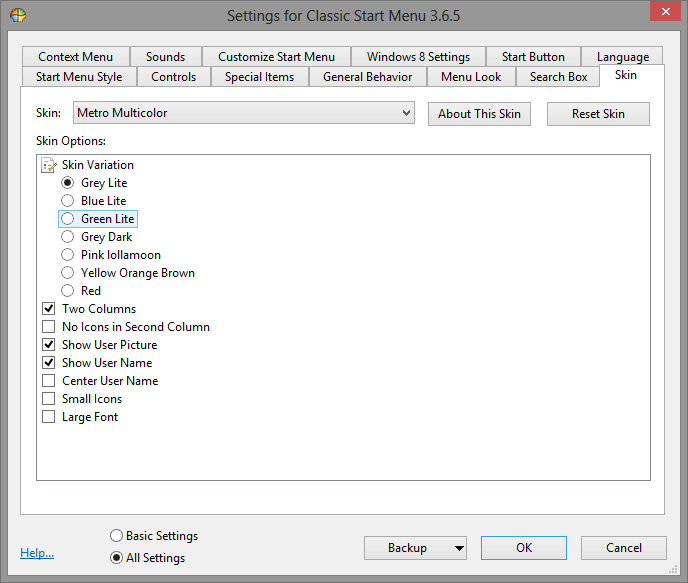 Settings for Classic Start Menu 3.6.5
Context Menu Sounds Customize Start Menu Windows 8 Settings Start Button Language
Start Menu Style Controls Special Items General Behavior Menu Look Search Box Skin
Skin: Metro Multicolor About This Skin Reset Skin
Skin Options:
Skin Variation
Grey Lite
Blue Lite
Green Lite
Grey Dark
Pink lollamoon
Yellow Orange Brown
Red
Two Columns
No Icons in Second Column
Show User Picture
Show User Name
Center User Name
Small Icons
Large Font
Basic Settings
Help... All Settings Backup OK Cancel